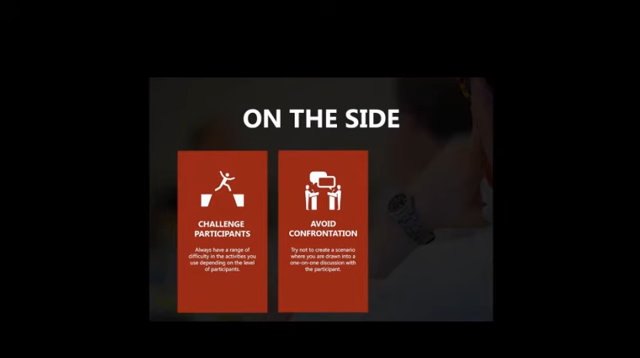 ON THE SIDE
CHALLENGE
PARTICIPANTS
Always have a range of
difficulty in the activities you
use depending on the level
of participants.
AVOID
CONFRONTATION
Try not to create a scenario
where you are drawn into a
one-on-one discussion with
the participant.